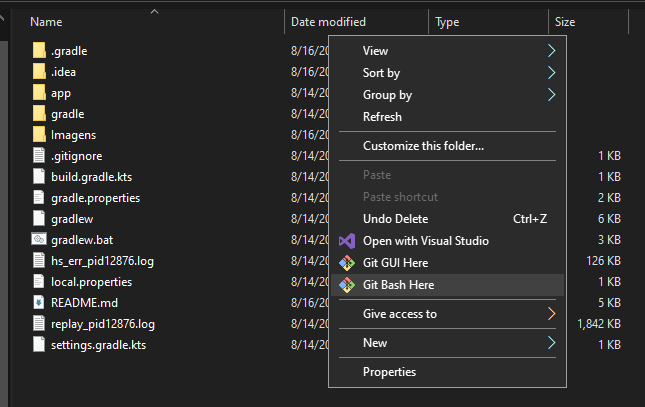 Name Date modified Type Size
.gradle 8/16/20
.idea 8/16/20
app 8/14/20
gradle 8/14/20
Imagens 8/16/20
.gitignore 8/14/20 1 KB
build.gradle.kts 8/14/20 1 KB
gradle.properties 8/14/20 2 KB
gradlew 8/14/20 6 KB
gradlew.bat 8/14/20 3 KB
hs_err_pid12876.log 8/14/20 126 KB
local.properties 8/14/20 1 KB
README.md 8/16/20 5 KB
replay_pid12876.log 8/14/20 1,842 KB
settings.gradle.kts 8/14/20 1 KB
View
Sort by
Group by
Refresh
Customize this folder...
Paste
Paste shortcut
Undo Delete Ctrl+Z
Open with Visual Studio
Git GUI Here
Git Bash Here
Give access to
New
Properties